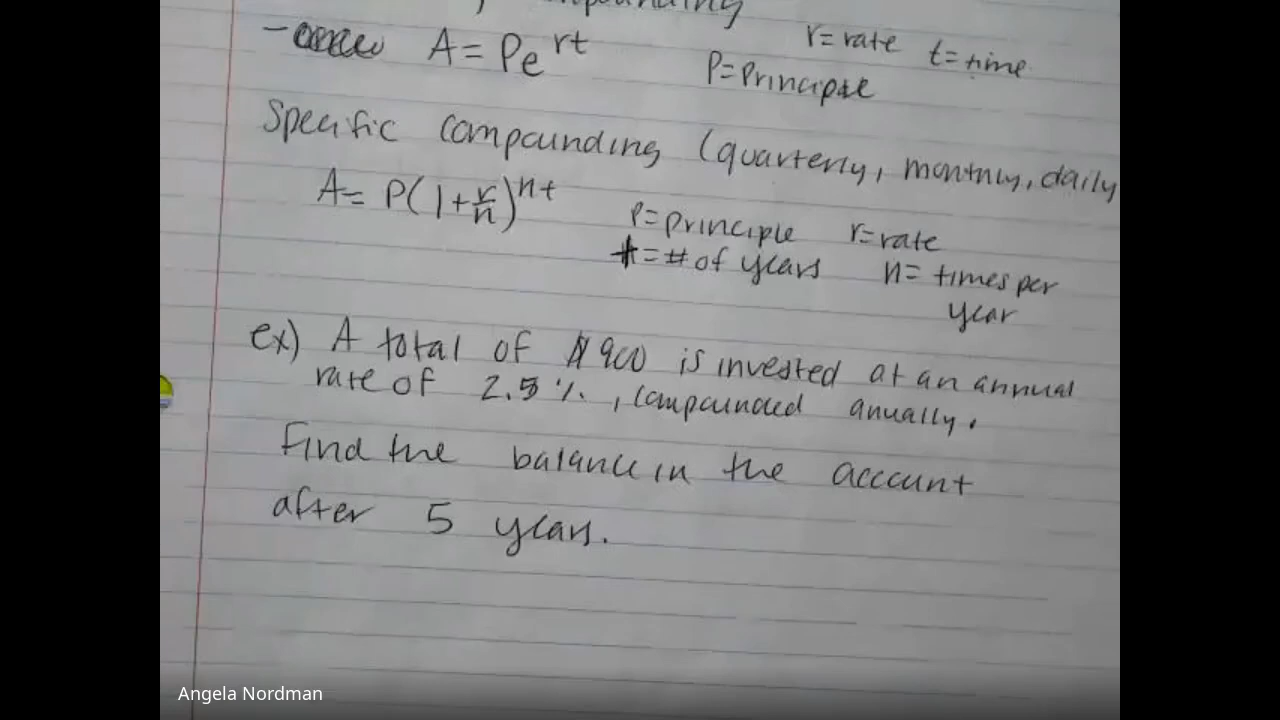 compounding
- A = Pe^rt r = rate t = time
P = Principle
Specific compounding (quarterly, monthly, daily
A = P(1 + r/n)^nt P = principle r = rate
t = # of years n = times per
year
ex) A total of $900 is invested at an annual
rate of 2.5%, compounded anually.
Find the balance in the account
after 5 years.
Angela Nordman